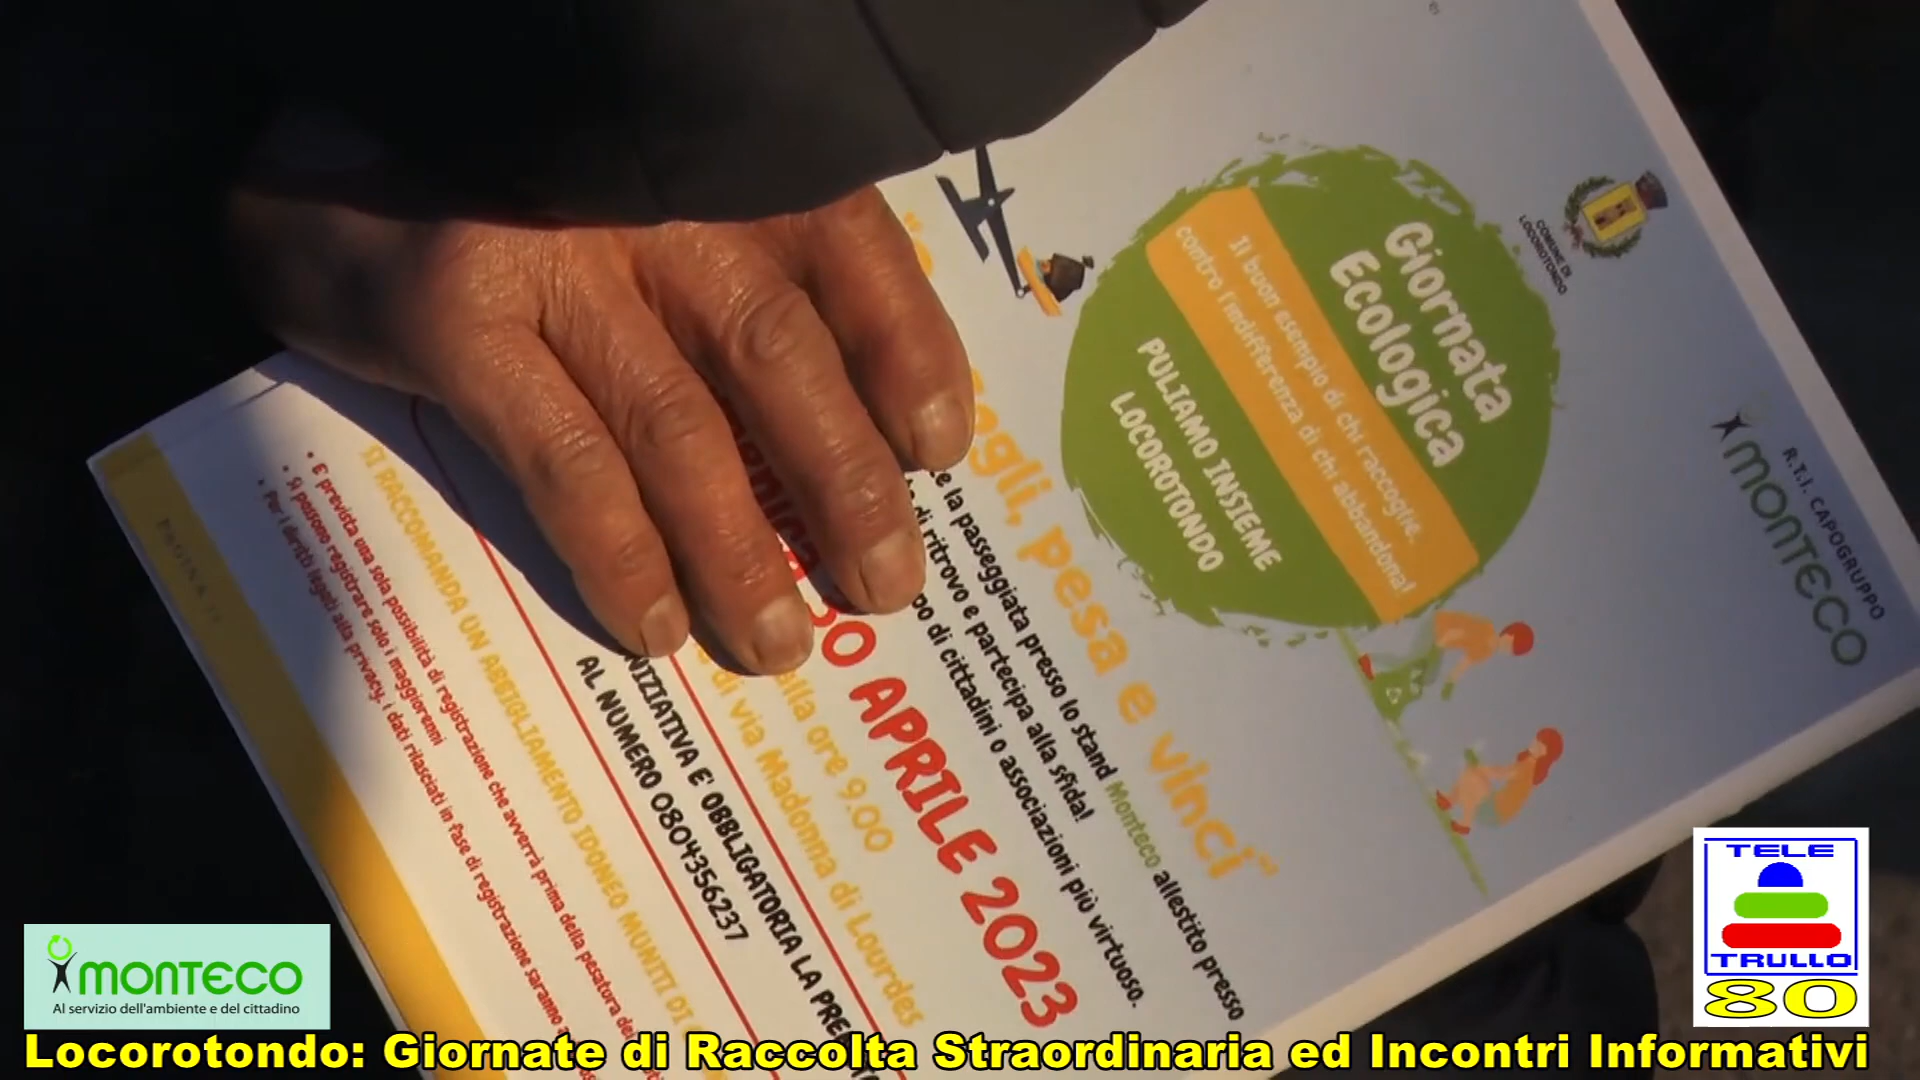 COMUNE DI
LOCOROTONDO
R.T.I. CAPOGRUPPO
MONTECO
Giornata
Ecologica
Il buon esempio di chi raccoglie,
contro l'indifferenza di chi abbandona!
PULIAMO INSIEME
LOCOROTONDO
pesa e vinci"
la passeggiata presso lo stand Monteco allestito presso
di ritrovo e partecipa alla sfida!
di cittadini o associazioni più virtuoso.
30 APRILE 2023
ore 9.00
di via Madonna di Lourdes
INIZIATIVA E' OBBLIGATORIA LA
AL NUMERO 0804356237
SI RACCOMANDA UN ABBIGLIAMENTO IDONEO MUNITI DI
• E' prevista una sola possibilità di registrazione che avverrà prima della pesatura dei
• Si possono registrare solo i maggiorenni
• Per i diritti legati alla privacy, i dati rilasciati in fase di registrazione saranno
PAGINA
MONTECO
Al servizio dell'ambiente e del cittadino
TELE
TRULLO
80
Locorotondo: Giornate di Raccolta Straordinaria ed Incontri Informativi